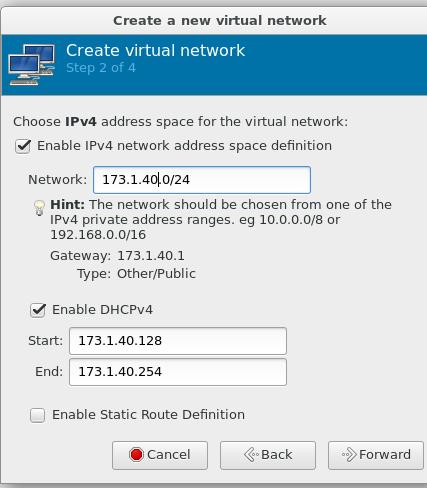 Create a new virtual network
Create virtual network
Step 2 of 4
Choose IPv4 address space for the virtual network:
Enable IPv4 network address space definition
Network: 173.1.40.0/24
Hint: The network should be chosen from one of the
IPv4 private address ranges. eg 10.0.0.0/8 or
192.168.0.0/16
Gateway: 173.1.40.1
Type: Other/Public
Enable DHCPv4
Start: 173.1.40.128
End: 173.1.40.254
Enable Static Route Definition
Cancel Back Forward